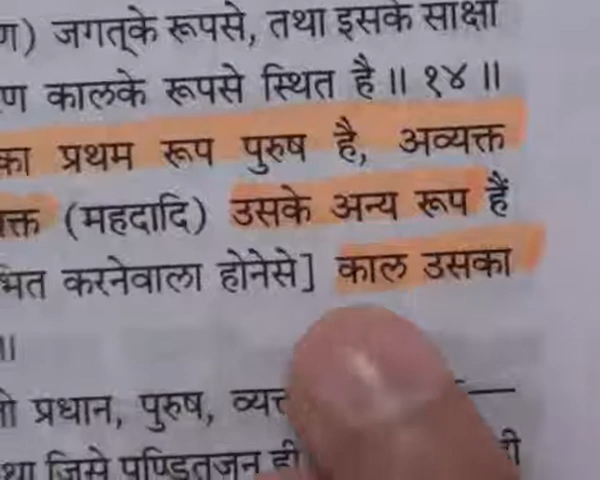 जगत्‌के रूपसे, तथा इसके साक्षी
कालके रूपसे स्थित है॥ १४॥
का प्रथम रूप पुरुष है, अव्यक्त
(महदादि) उसके अन्य रूप हैं
करनेवाला होनेसे] काल उसका
॥
प्रधान, पुरुष,
जिसे पण्डितजन ही